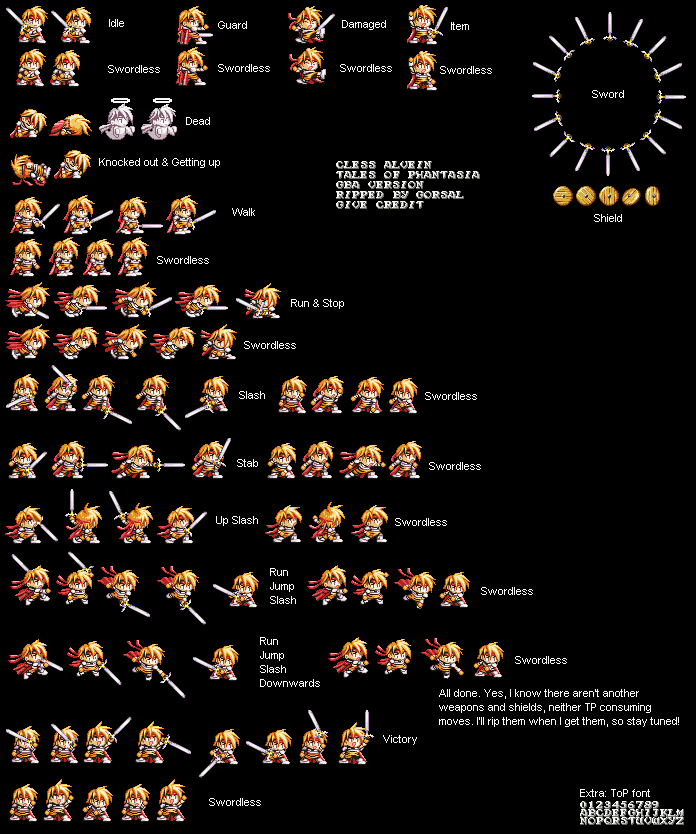 Idle
Guard
Damaged
Item
Swordless
Swordless
Swordless
Swordless
Sword
Dead
Knocked out & Getting up
CLESS ALVEIN
TALES OF PHANTASIA
GBA VERSION
RIPPED BY GORSAL
GIVE CREDIT
Shield
Walk
Swordless
Run & Stop
Swordless
Slash
Swordless
Stab
Swordless
Up Slash
Swordless
Run
Jump
Slash
Swordless
Run
Jump
Slash
Downwards
Swordless
All done. Yes, I know there aren't another
weapons and shields, neither TP consuming
moves. I'll rip them when I get them, so stay tuned!
Victory
Swordless
Extra: ToP font
0123456789
ABCDEFGHIJKLM
NOPQRSTUVWXYZ